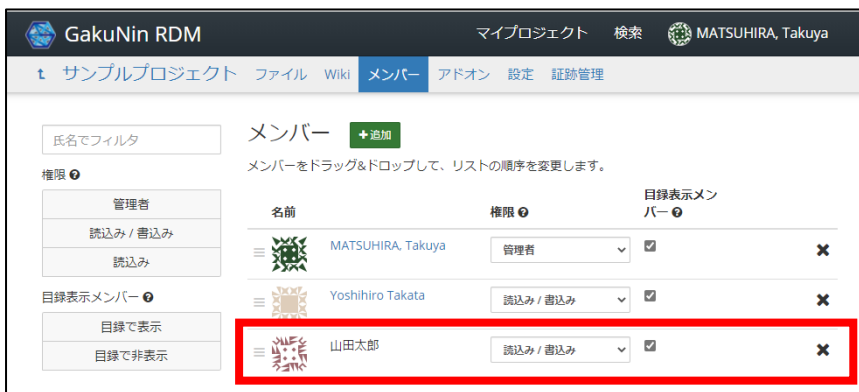 GakuNin RDM マイプロジェクト 検索 MATSUHIRA, Takuya
サンプルプロジェクト ファイル Wiki メンバー アドオン 設定 証跡管理
氏名でフィルタ
権限
管理者
読込み / 書込み
読込み
目録表示メンバー
目録で表示
目録で非表示
メンバー +追加
メンバーをドラッグ&ドロップして、リストの順序を変更します。
名前 権限 目録表示メン
バー
MATSUHIRA, Takuya 管理者
Yoshihiro Takata 読込み / 書込み
山田太郎 読込み / 書込み